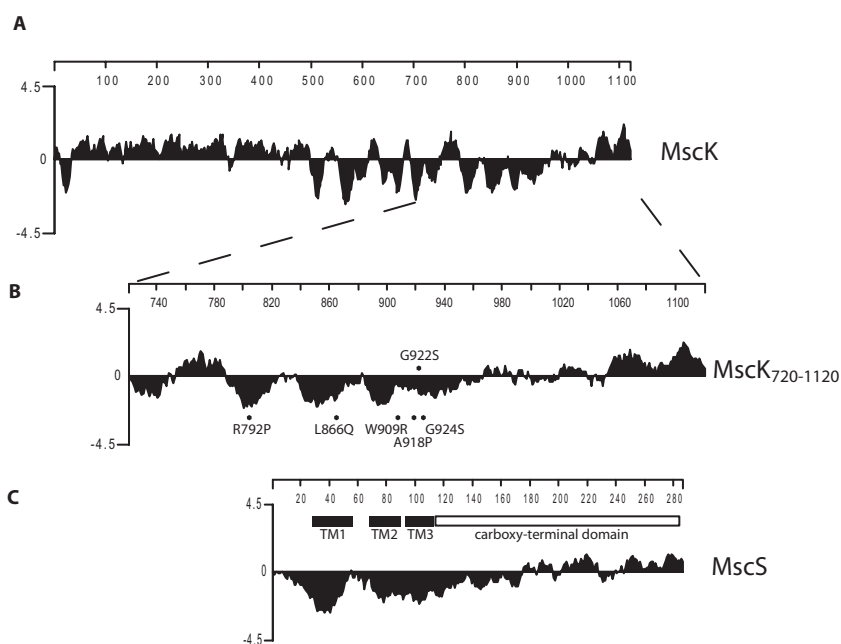 A
100 200 300 400 500 600 700 800 900 1000 1100
4.5
0
-4.5
MscK
B
740 780 820 860 900 940 980 1020 1060 1100
4.5
0
-4.5
G922S
MscK720-1120
R792P L866Q W909R G924S
A918P
C
20 40 60 80 100 120 140 160 180 200 220 240 260 280
4.5
0
-4.5
TM1 TM2 TM3 carboxy-terminal domain
MscS